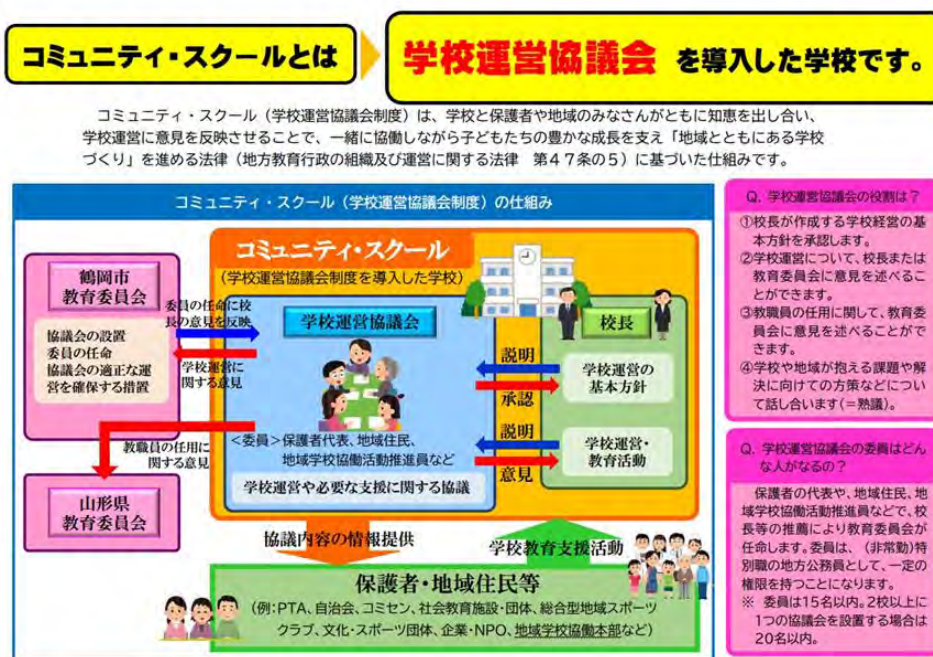 コミュニティ・スクールとは
学校運営協議会 を導入した学校です。
コミュニティ・スクール（学校運営協議会制度）は、学校と保護者や地域のみなさんがともに知恵を出し合い、
学校運営に意見を反映させることで、一緒に協働しながら子どもたちの豊かな成長を支え「地域とともにある学校
づくり」を進める法律（地方教育行政の組織及び運営に関する法律　第４７条の５）に基づいた仕組みです。
コミュニティ・スクール（学校運営協議会制度）の仕組み
鶴岡市
教育委員会
協議会の設置
委員の任命
協議会の適正な運
営を確保する措置
委員の任命に校
長の意見を反映
学校運営に
関する意見
教職員の任用に
関する意見
山形県
教育委員会
コミュニティ・スクール
（学校運営協議会制度を導入した学校）
学校運営協議会
＜委員＞保護者代表、地域住民、
地域学校協働活動推進員など
学校運営や必要な支援に関する協議
説明
承認
説明
意見
校長
学校運営の
基本方針
学校運営・
教育活動
協議内容の情報提供
学校教育支援活動
保護者・地域住民等
（例：PTA、自治会、コミセン、社会教育施設・団体、総合型地域スポーツ
クラブ、文化・スポーツ団体、企業・NPO、地域学校協働本部など）
Q. 学校運営協議会の役割は？
①校長が作成する学校経営の基
本方針を承認します。
②学校運営について、校長または
教育委員会に意見を述べるこ
とができます。
③教職員の任用に関して、教育委
員会に意見を述べることがで
きます。
④学校や地域が抱える課題や解
決に向けての方策などについ
て話し合います（＝熟議）。
Q. 学校運営協議会の委員はどん
な人がなるの？
保護者の代表や、地域住民、地
域学校協働活動推進員などで、校
長等の推薦により教育委員会が
任命します。委員は、（非常勤）特
別職の地方公務員として、一定の
権限を持つことになります。
※　委員は15名以内。2校以上に
1つの協議会を設置する場合は
20名以内。